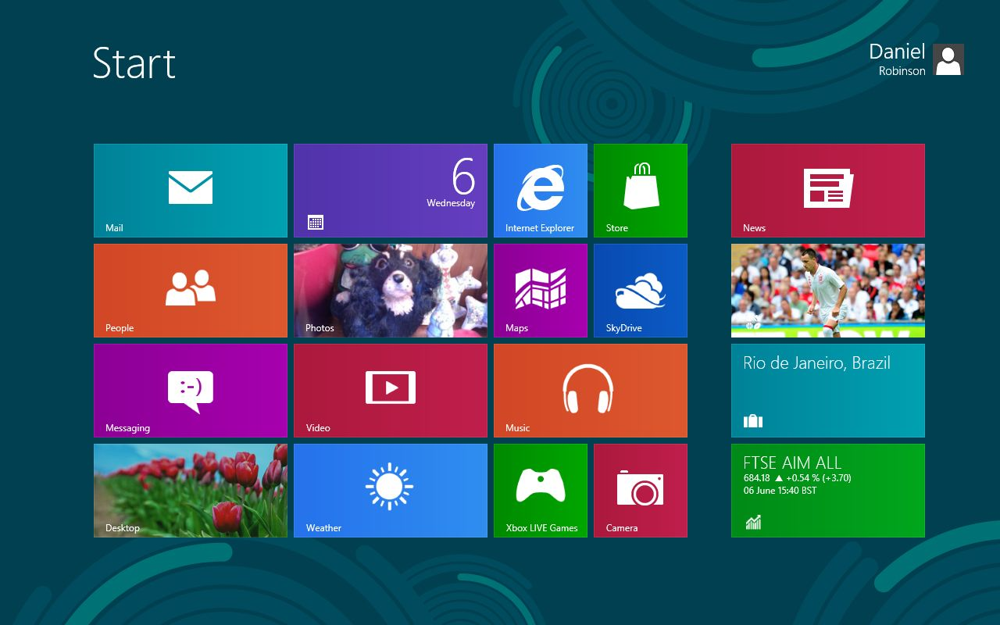 Start
Daniel
Robinson
Mail
6
Wednesday
Internet Explorer
Store
News
People
Photos
Maps
SkyDrive
Messaging
:-)
Video
Music
Rio de Janeiro, Brazil
Desktop
Weather
Xbox LIVE Games
Camera
FTSE AIM ALL
684.18 ▲ +0.54 % (+3.70)
06 June 15:40 BST